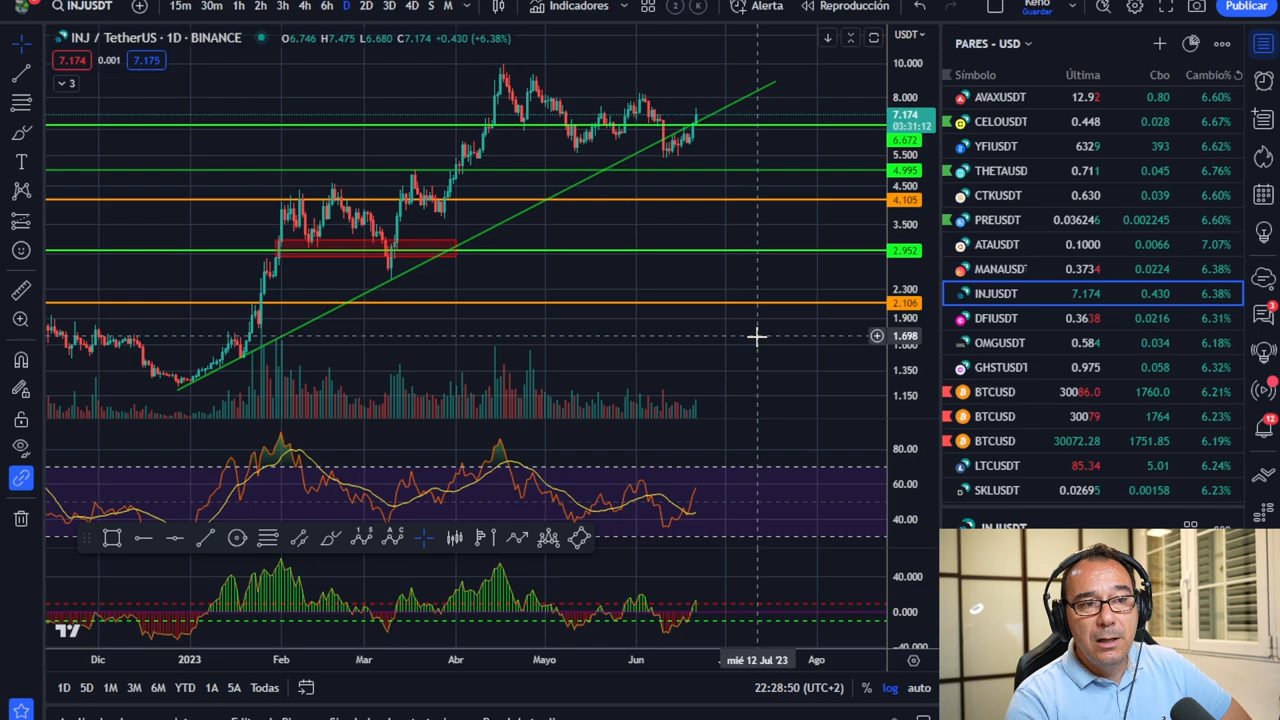 INJUSDT 15m 30m 1h 2h 3h 4h 6h D 2D 3D 4D S M Indicadores 2 Alerta Reproducción Keno Guardar Publicar
INJ / TetherUS · 1D · BINANCE O6.746 H7.475 L6.680 C7.174 +0.430 (+6.38%)
7.174 0.001 7.175
3
USDT
10.000
8.000
7.174
03:31:12
6.672
5.500
4.995
4.500
4.105
3.500
2.952
2.300
2.106
1.900
1.698
1.350
1.150
80.00
60.00
40.00
40.000
0.000
Dic 2023 Feb Mar Abr Mayo Jun mié 12 Jul '23 Ago
1D 5D 1M 3M 6M YTD 1A 5A Todas 22:28:50 (UTC+2) % log auto
PARES - USD
Símbolo Última Cbo Cambio%
AVAXUSDT 12.92 0.80 6.60%
CELOUSDT 0.448 0.028 6.67%
YFIUSDT 6329 393 6.62%
THETAUSD 0.711 0.045 6.76%
CTKUSDT 0.630 0.039 6.60%
PREUSDT 0.036246 0.002245 6.60%
ATAUSDT 0.1000 0.0066 7.07%
MANAUSDT 0.3734 0.0224 6.38%
INJUSDT 7.174 0.430 6.38%
DFIUSDT 0.3638 0.0216 6.31%
OMGUSDT 0.584 0.034 6.18%
GHSTUSDT 0.975 0.058 6.32%
BTCUSD 30086.0 1760.0 6.21%
BTCUSD 30079 1764 6.23%
BTCUSD 30072.28 1751.85 6.19%
LTCUSDT 85.34 5.01 6.24%
SKLUSDT 0.02695 0.00158 6.23%
3
12